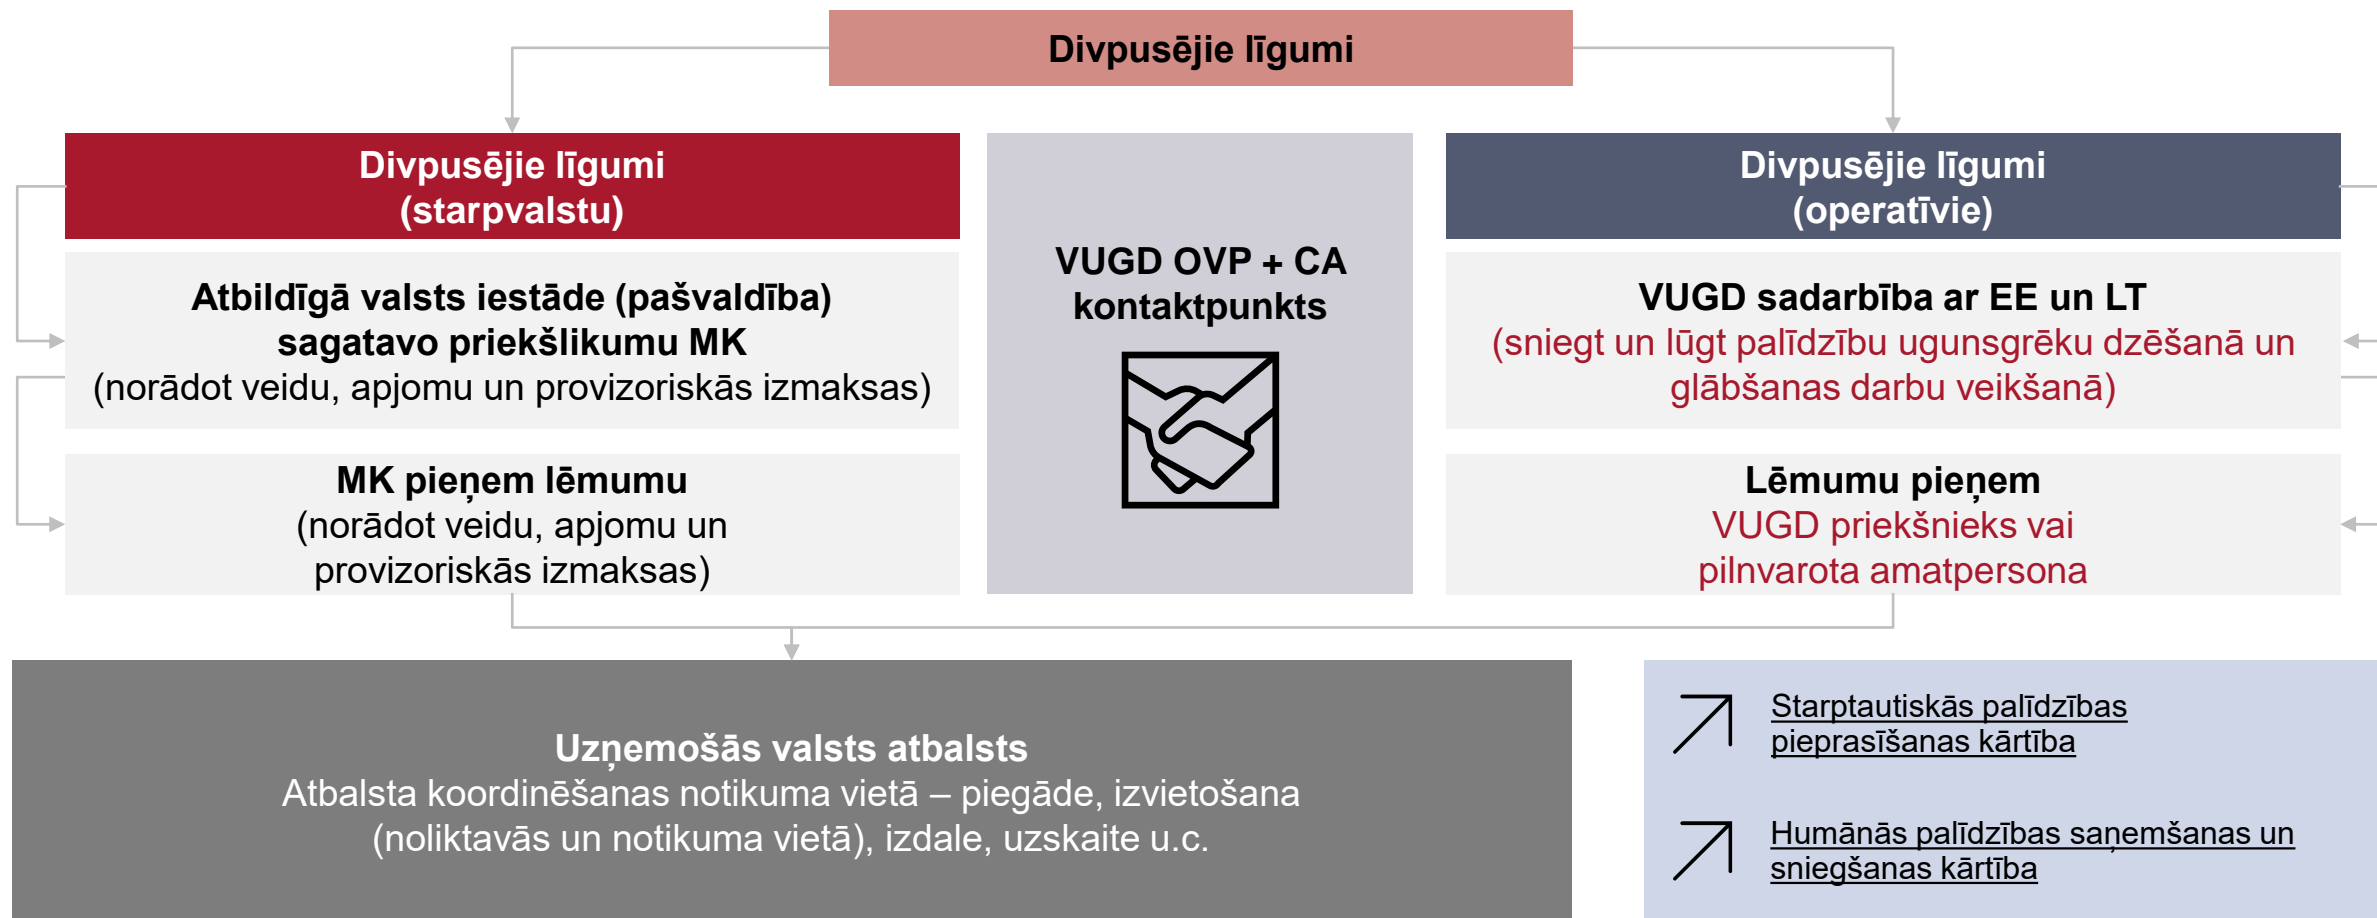 Divpusējie līgumi
Divpusējie līgumi
(starpvalstu)
Atbildīgā valsts iestāde (pašvaldība)
sagatavo priekšlikumu MK
(norādot veidu, apjomu un provizoriskās izmaksas)
MK pieņem lēmumu
(norādot veidu, apjomu un
provizoriskās izmaksas)
VUGD OVP + CA
kontaktpunkts
Divpusējie līgumi
(operatīvie)
VUGD sadarbība ar EE un LT
(sniegt un lūgt palīdzību ugunsgrēku dzēšanā un
glābšanas darbu veikšanā)
Lēmumu pieņem
VUGD priekšnieks vai
pilnvarota amatpersona
Uzņemošās valsts atbalsts
Atbalsta koordinēšanas notikuma vietā – piegāde, izvietošana
(noliktavās un notikuma vietā), izdale, uzskaite u.c.
Starptautiskās palīdzības
pieprasīšanas kārtība
Humānās palīdzības saņemšanas un
sniegšanas kārtība